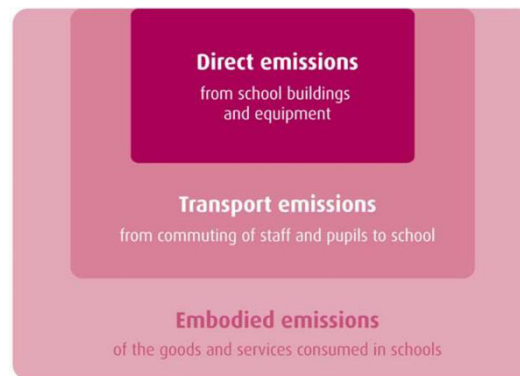 Direct emissions
from school buildings
and equipment
Transport emissions
from commuting of staff and pupils to school
Embodied emissions
of the goods and services consumed in schools